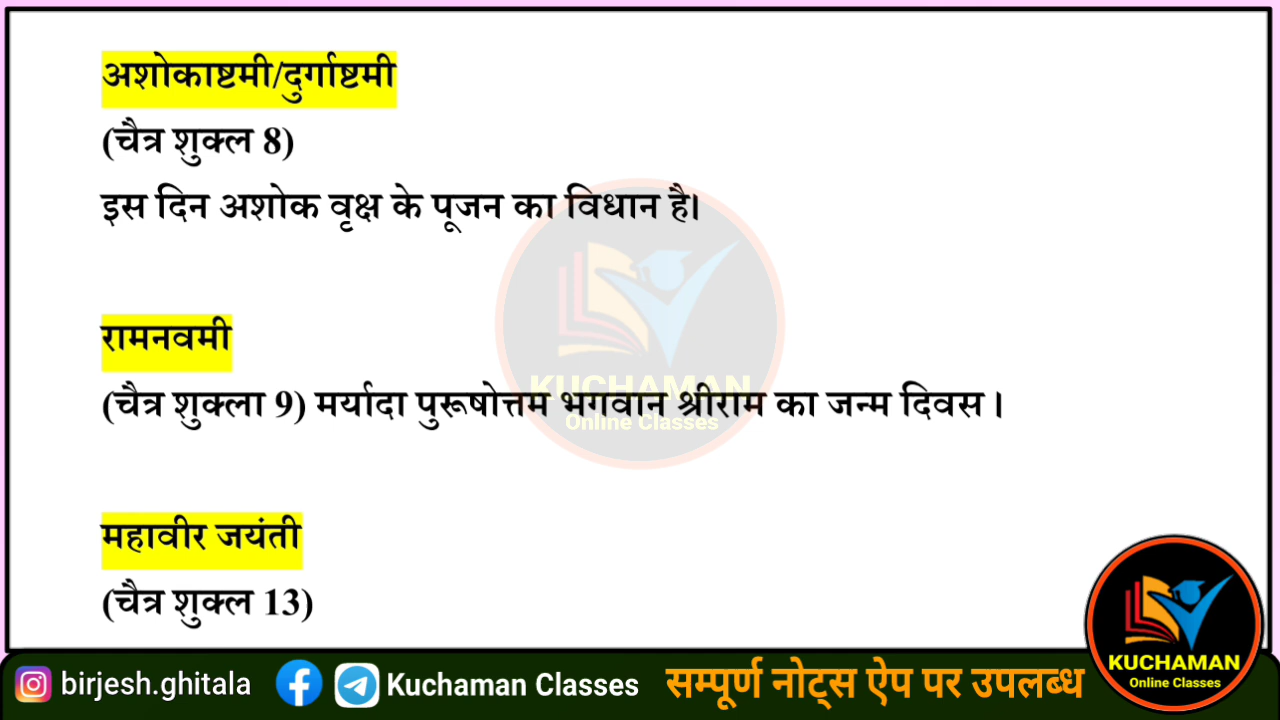 अशोकाष्टमी/दुर्गाष्टमी
(चैत्र शुक्ल 8)
इस दिन अशोक वृक्ष के पूजन का विधान है।
रामनवमी
(चैत्र शुक्ला 9) मर्यादा पुरूषोत्तम भगवान श्रीराम का जन्म दिवस ।
महावीर जयंती
(चैत्र शुक्ल 13)
KUCHAMAN
Online Classes
birjesh.ghitala
Kuchaman Classes
सम्पूर्ण नोट्स ऐप पर उपलब्ध
KUCHAMAN
Online Classes